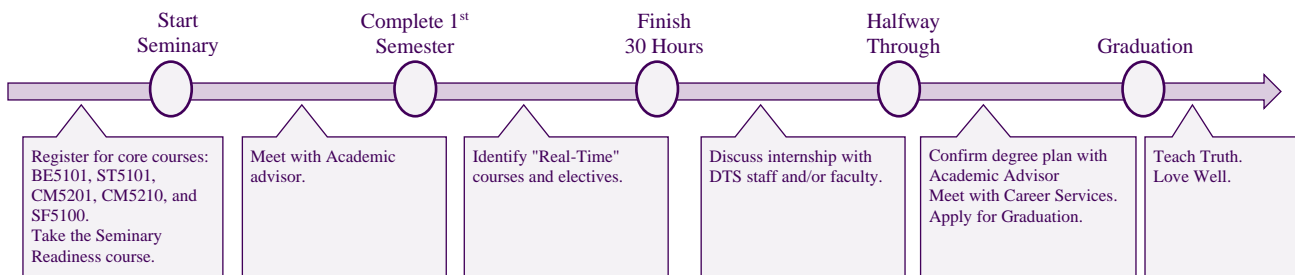 Start
Seminary
Complete 1st
Semester
Finish
30 Hours
Halfway
Through
Graduation
Register for core courses:
BE5101, ST5101,
CM5201, CM5210, and
SF5100.
Take the Seminary
Readiness course.
Meet with Academic
advisor.
Identify "Real-Time"
courses and electives.
Discuss internship with
DTS staff and/or faculty.
Confirm degree plan with
Academic Advisor
Meet with Career Services.
Apply for Graduation.
Teach Truth.
Love Well.